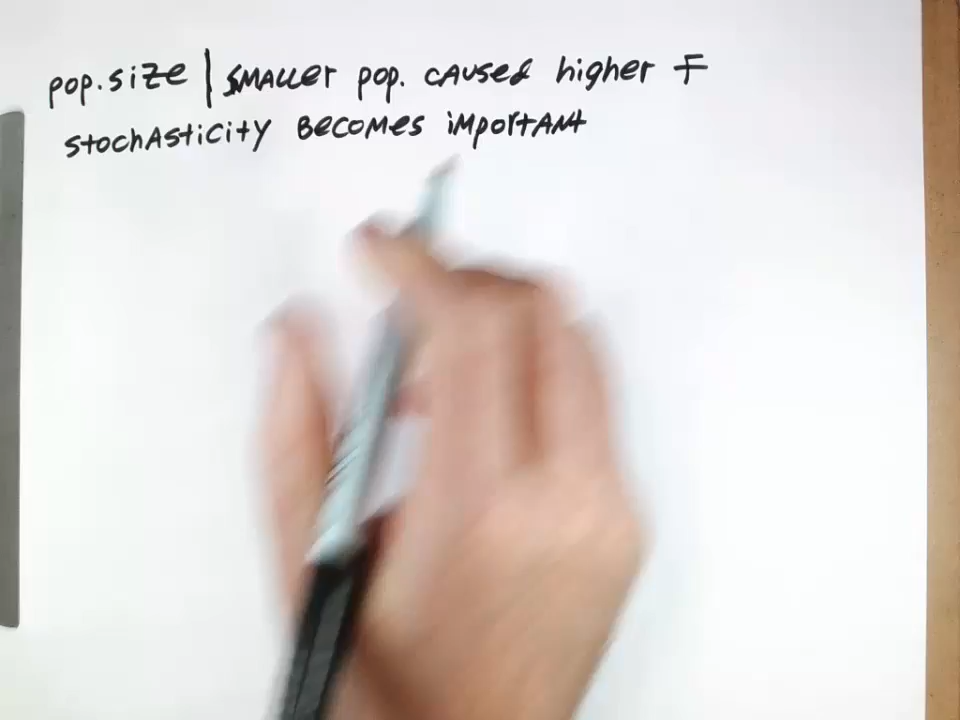 pop. size | smaller pop. caused higher F
stochasticity becomes important